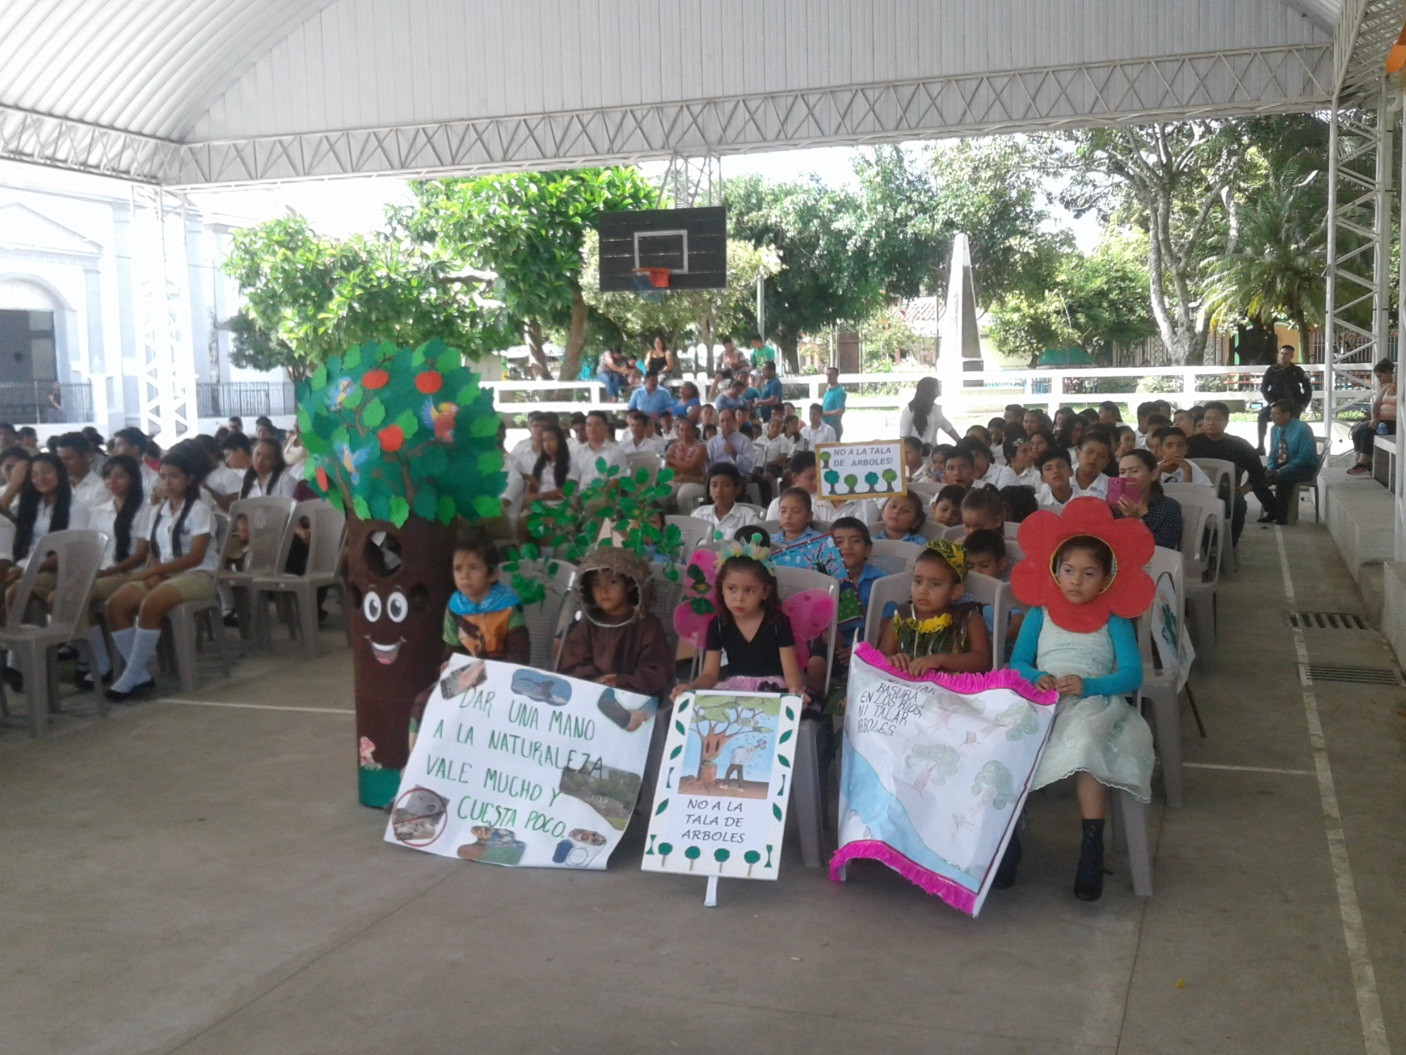 NO A LA TALA
DE ARBOLES!
DAR UNA MANO
A LA NATURALEZA
VALE MUCHO Y
CUESTA POCO.
NO A LA
TALA DE
ARBOLES
BASURA
EN LOS RIOS,
NI TALAR
ARBOLES